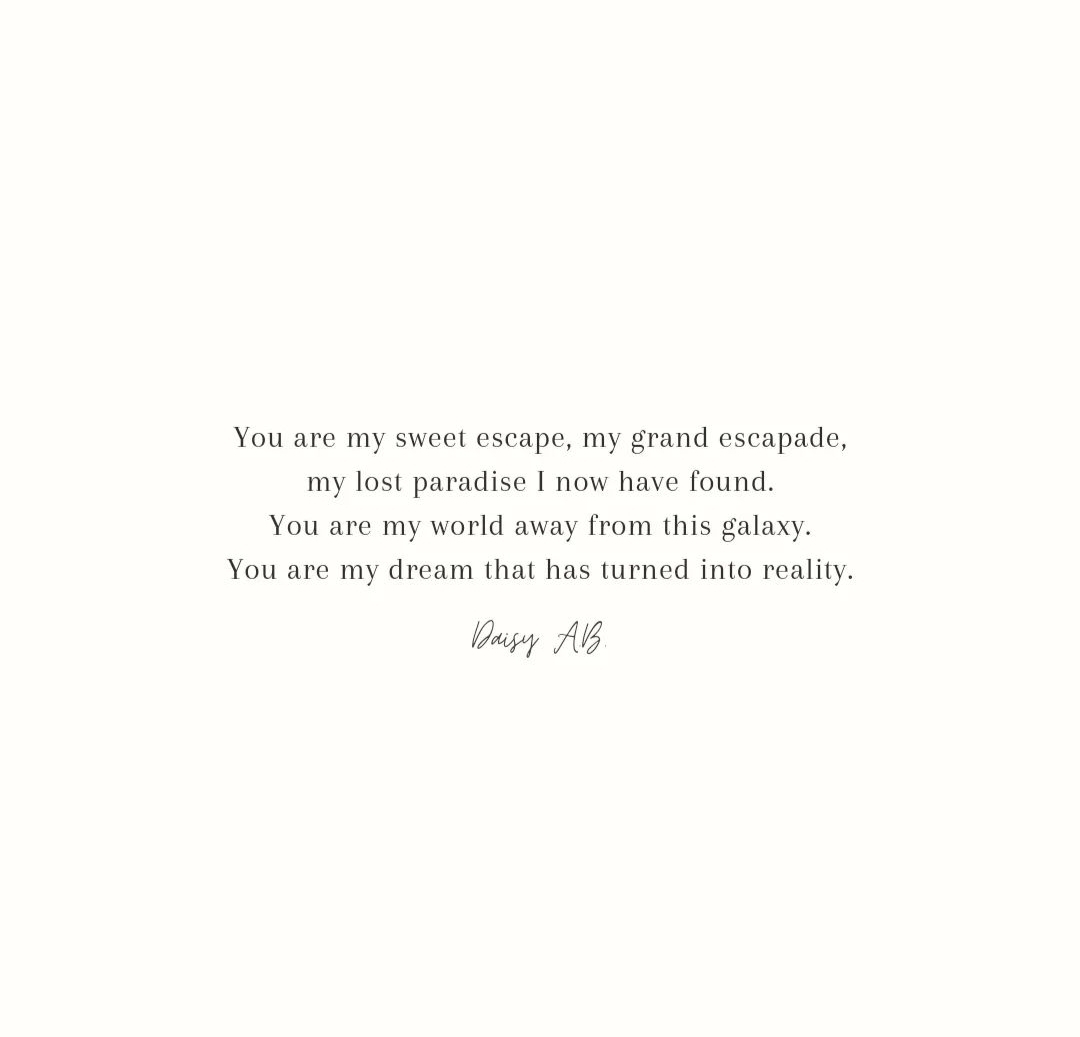 You are my sweet escape, my grand escapade,
my lost paradise I now have found.
You are my world away from this galaxy.
You are my dream that has turned into reality.
Daisy AB.